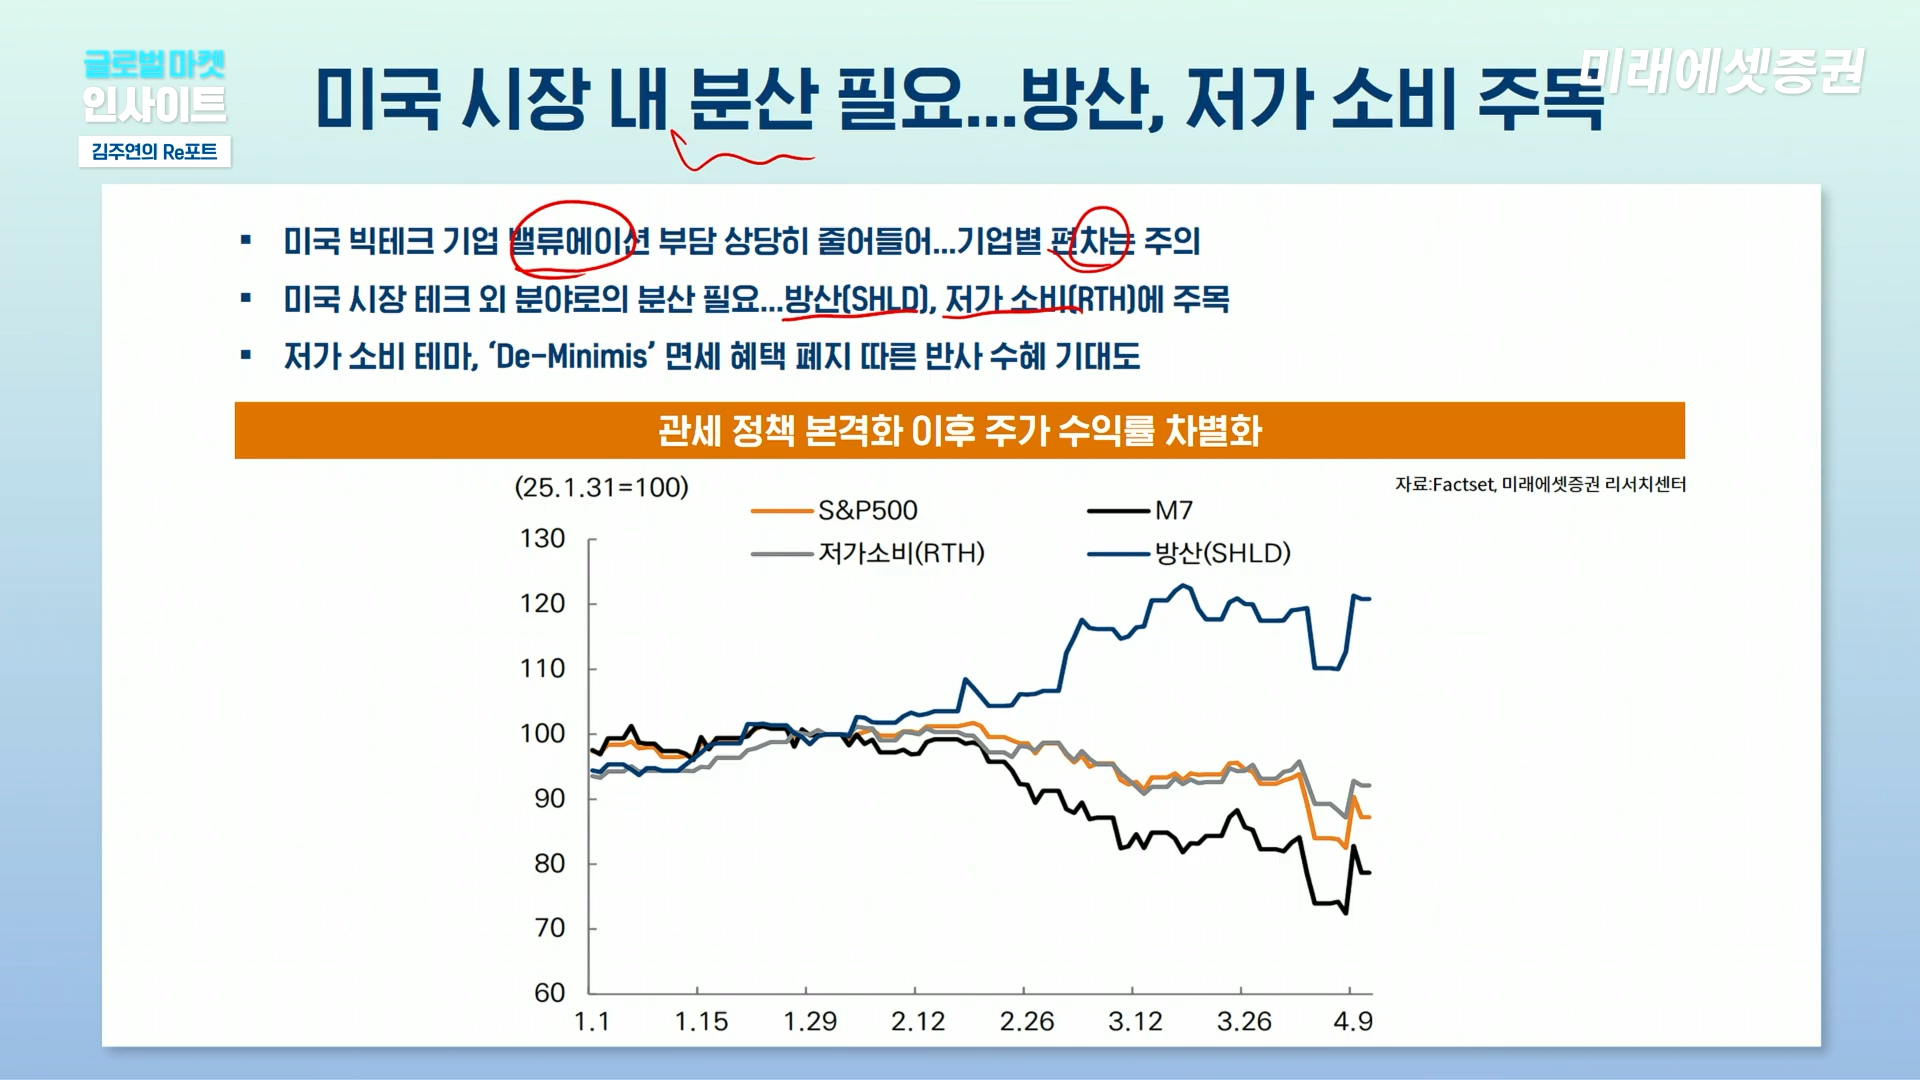 글로벌 마켓
인사이트
김주연의 Re포트
미국 시장 내 분산 필요...방산, 저가 소비 주목
미래에셋증권
▪ 미국 빅테크 기업 밸류에이션 부담 상당히 줄어들어...기업별 편차는 주의
▪ 미국 시장 테크 외 분야로의 분산 필요...방산(SHLD), 저가 소비(RTH)에 주목
▪ 저가 소비 테마, ‘De-Minimis’ 면세 혜택 폐지 따른 반사 수혜 기대도
관세 정책 본격화 이후 주가 수익률 차별화
(25.1.31=100)
자료:Factset, 미래에셋증권 리서치센터
S&P500 M7
저가소비(RTH) 방산(SHLD)
130
120
110
100
90
80
70
60
1.1 1.15 1.29 2.12 2.26 3.12 3.26 4.9